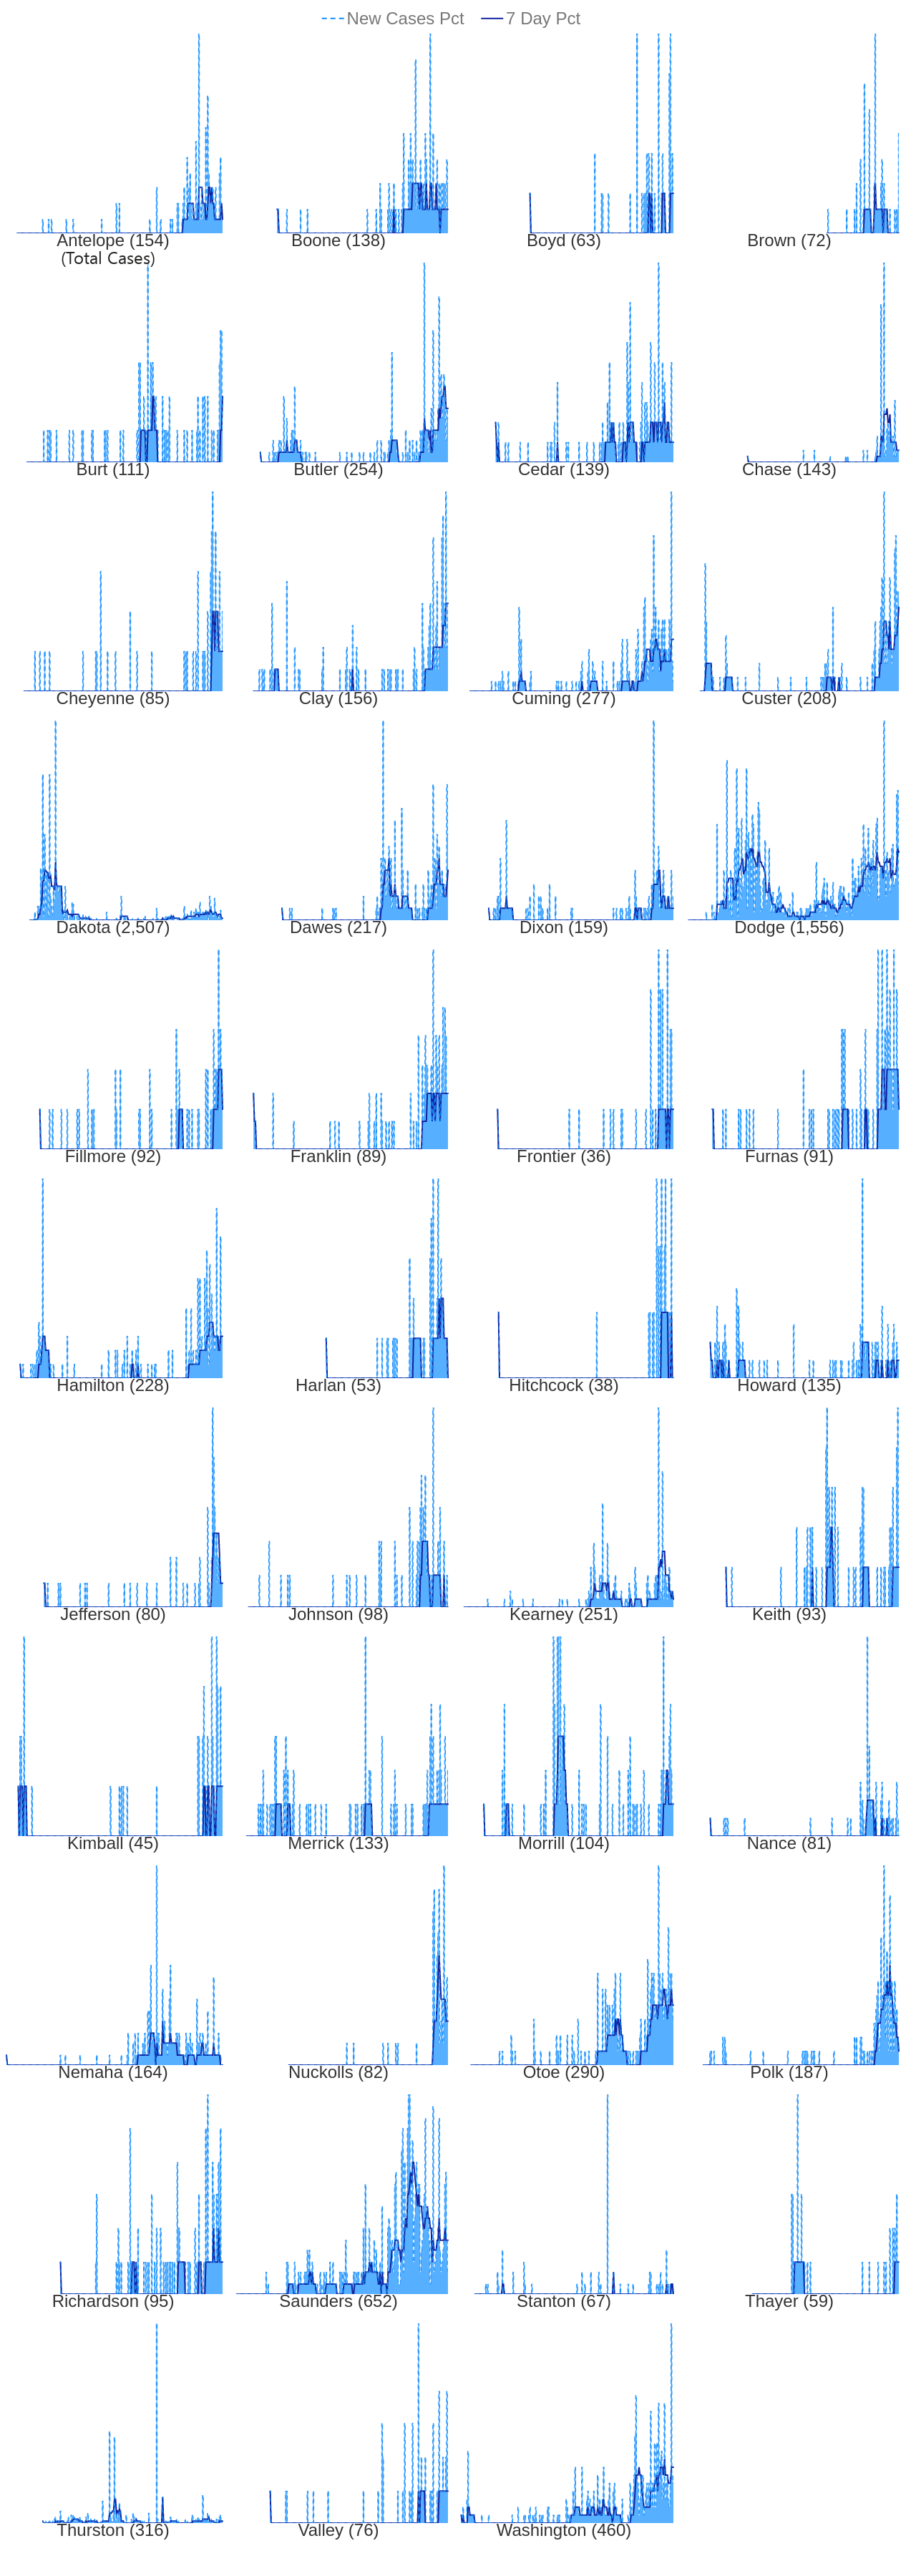 New Cases Pct 7 Day Pct
Antelope (154) Boone (138) Boyd (63) Brown (72)
(Total Cases)
Burt (111) Butler (254) Cedar (139) Chase (143)
Cheyenne (85) Clay (156) Cuming (277) Custer (208)
Dakota (2,507) Dawes (217) Dixon (159) Dodge (1,556)
Fillmore (92) Franklin (89) Frontier (36) Furnas (91)
Hamilton (228) Harlan (53) Hitchcock (38) Howard (135)
Jefferson (80) Johnson (98) Kearney (251) Keith (93)
Kimball (45) Merrick (133) Morrill (104) Nance (81)
Nemaha (164) Nuckolls (82) Otoe (290) Polk (187)
Richardson (95) Saunders (652) Stanton (67) Thayer (59)
Thurston (316) Valley (76) Washington (460)